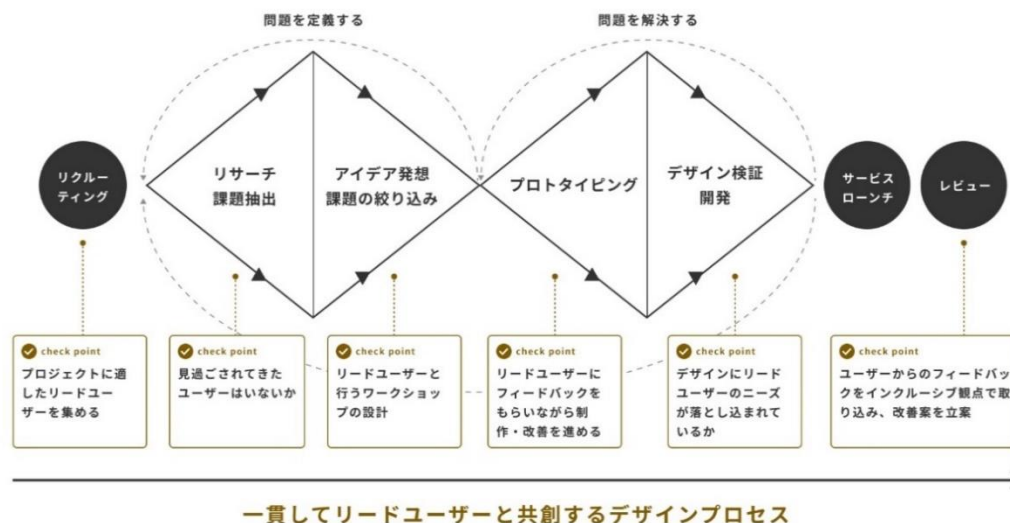 問題を定義する
問題を解決する
リクルー
ティング
リサーチ
課題抽出
アイデア発想
課題の絞り込み
プロトタイピング
デザイン検証
開発
サービス
ローンチ
レビュー
check point
プロジェクトに適
したリードユー
ザーを集める
check point
見過ごされてきた
ユーザーはいないか
check point
リードユーザーと
行うワークショッ
プの設計
check point
リードユーザーに
フィードバックを
もらいながら制
作・改善を進める
check point
デザインにリード
ユーザーのニーズ
が落とし込まれて
いるか
check point
ユーザーからのフィードバッ
クをインクルーシブ観点で取
り込み、改善案を立案
一貫してリードユーザーと共創するデザインプロセス